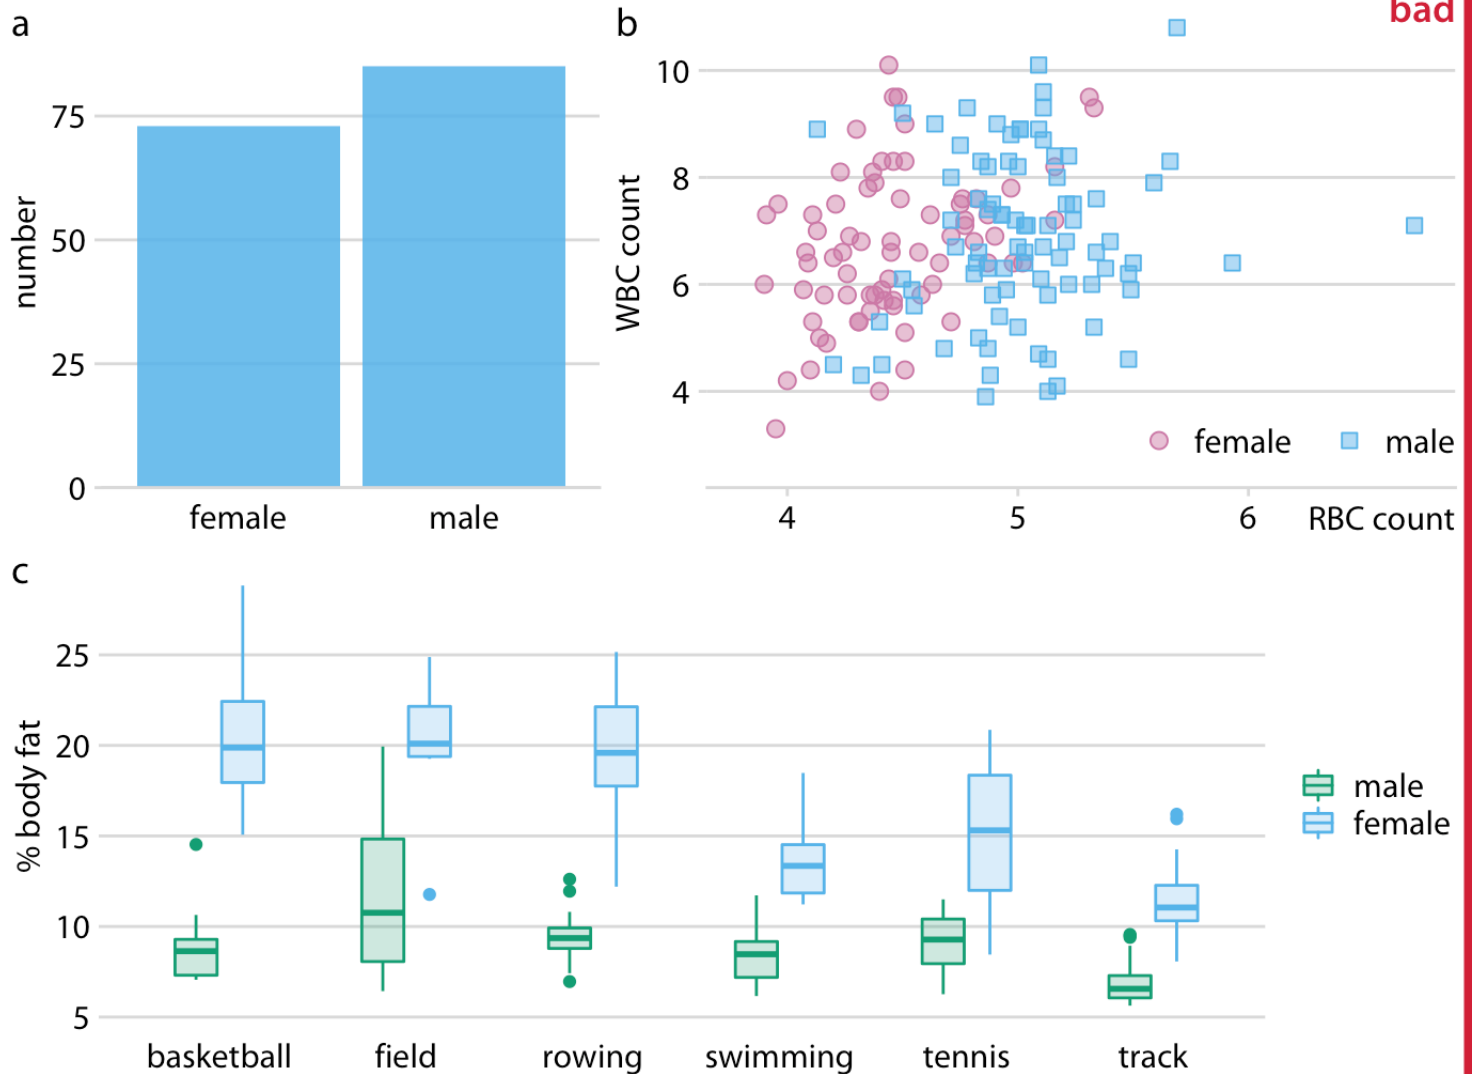 a
b
bad
number
75
50
25
0
female
male
WBC count
10
8
6
4
female
male
4
5
6
RBC count
c
% body fat
25
20
15
10
5
male
female
basketball
field
rowing
swimming
tennis
track